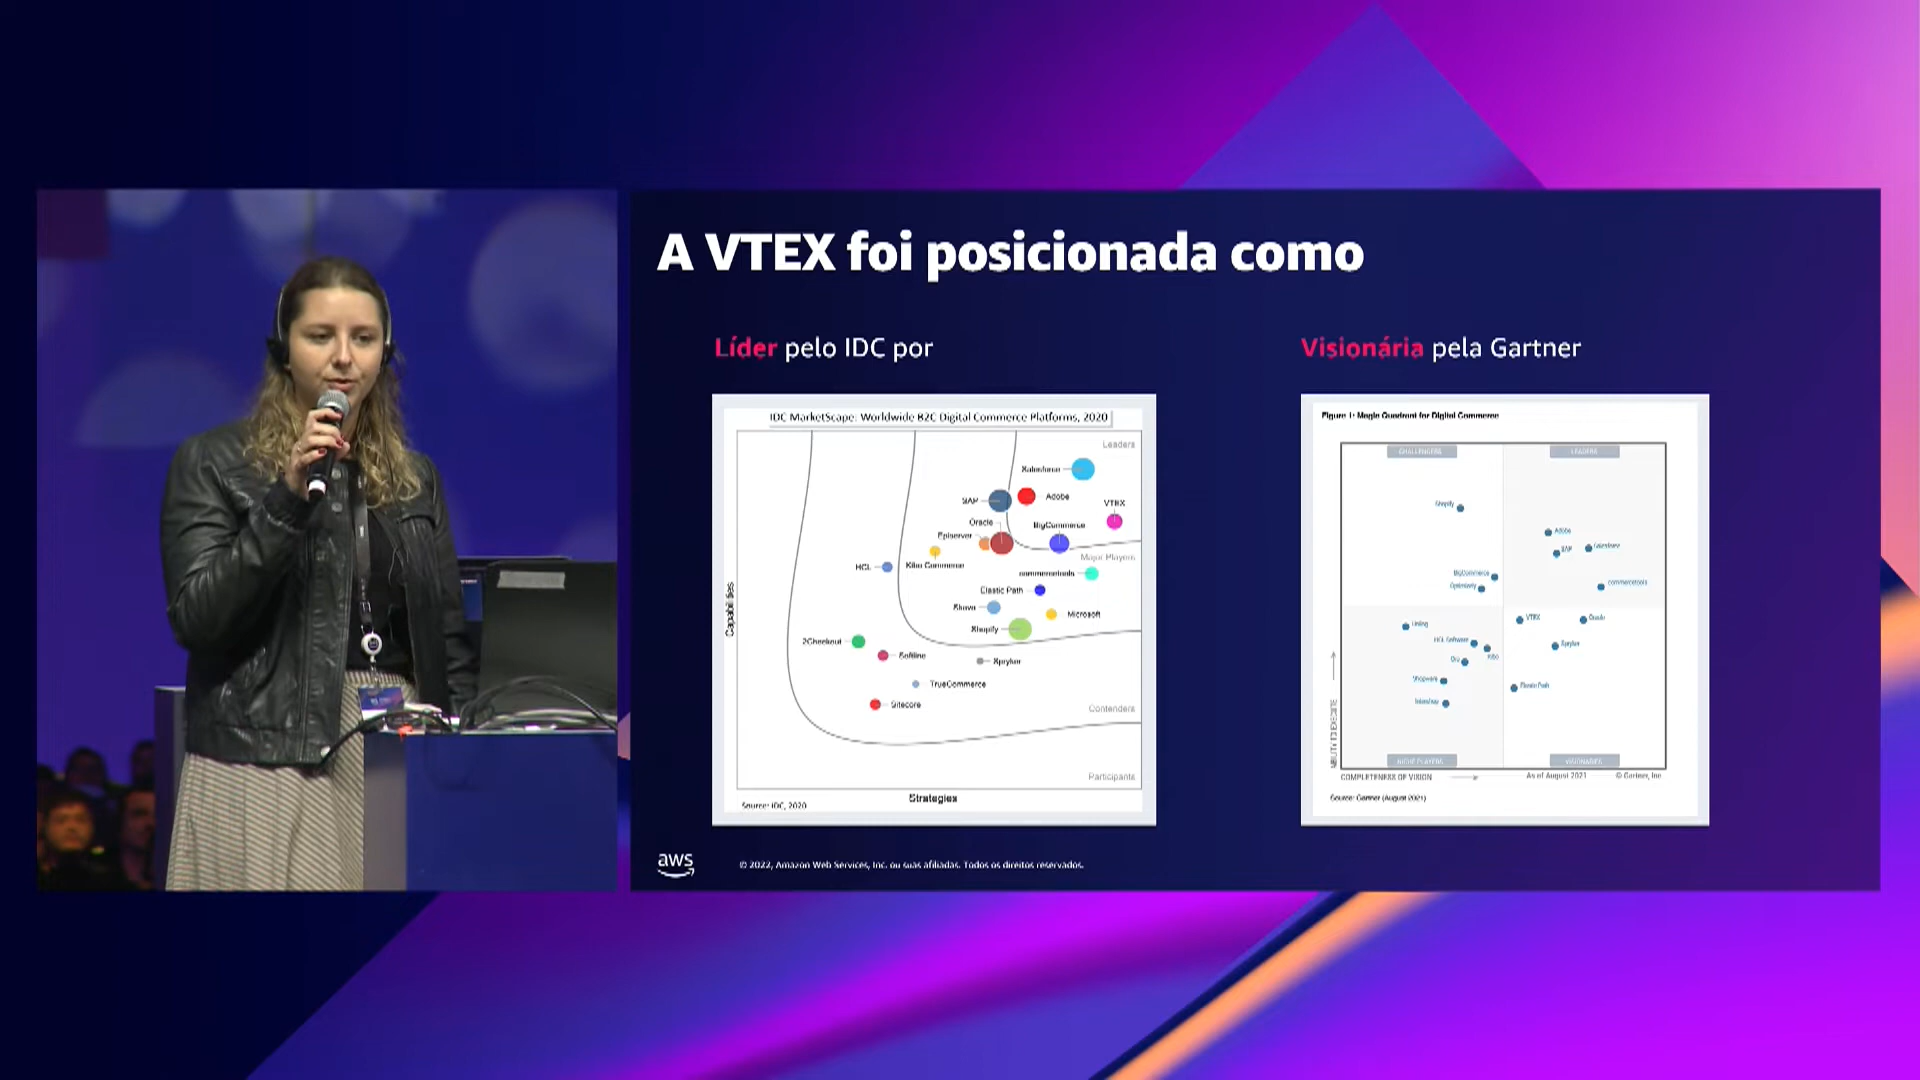 A VTEX foi posicionada como
Líder pelo IDC por
IDC MarketScape: Worldwide B2C Digital Commerce Platforms, 2020
Leaders
Salesforce
SAP
Adobe
VTEX
Oracle
BigCommerce
Episerver
Major Players
HCL
Kibo Commerce
commercetools
Elastic Path
Microsoft
Shopify
2Checkout
Softline
Spryker
TrueCommerce
Sitecore
Contenders
Participants
Capabilities
Strategies
Source: IDC, 2020
Visionária pela Gartner
Figure 1: Magic Quadrant for Digital Commerce
CHALLENGERS
LEADERS
Shopify
Adobe
SAP
Salesforce
BigCommerce
Optimizely
commercetools
VTEX
Oracle
HCL Software
Kibo
Spryker
Oro
Shopware
Elastic Path
Intershop
NICHE PLAYERS
VISIONARIES
ABILITY TO EXECUTE
COMPLETENESS OF VISION
As of August 2021
© Gartner, Inc
Source: Gartner (August 2021)
aws
© 2022, Amazon Web Services, Inc. ou suas afiliadas. Todos os direitos reservados.